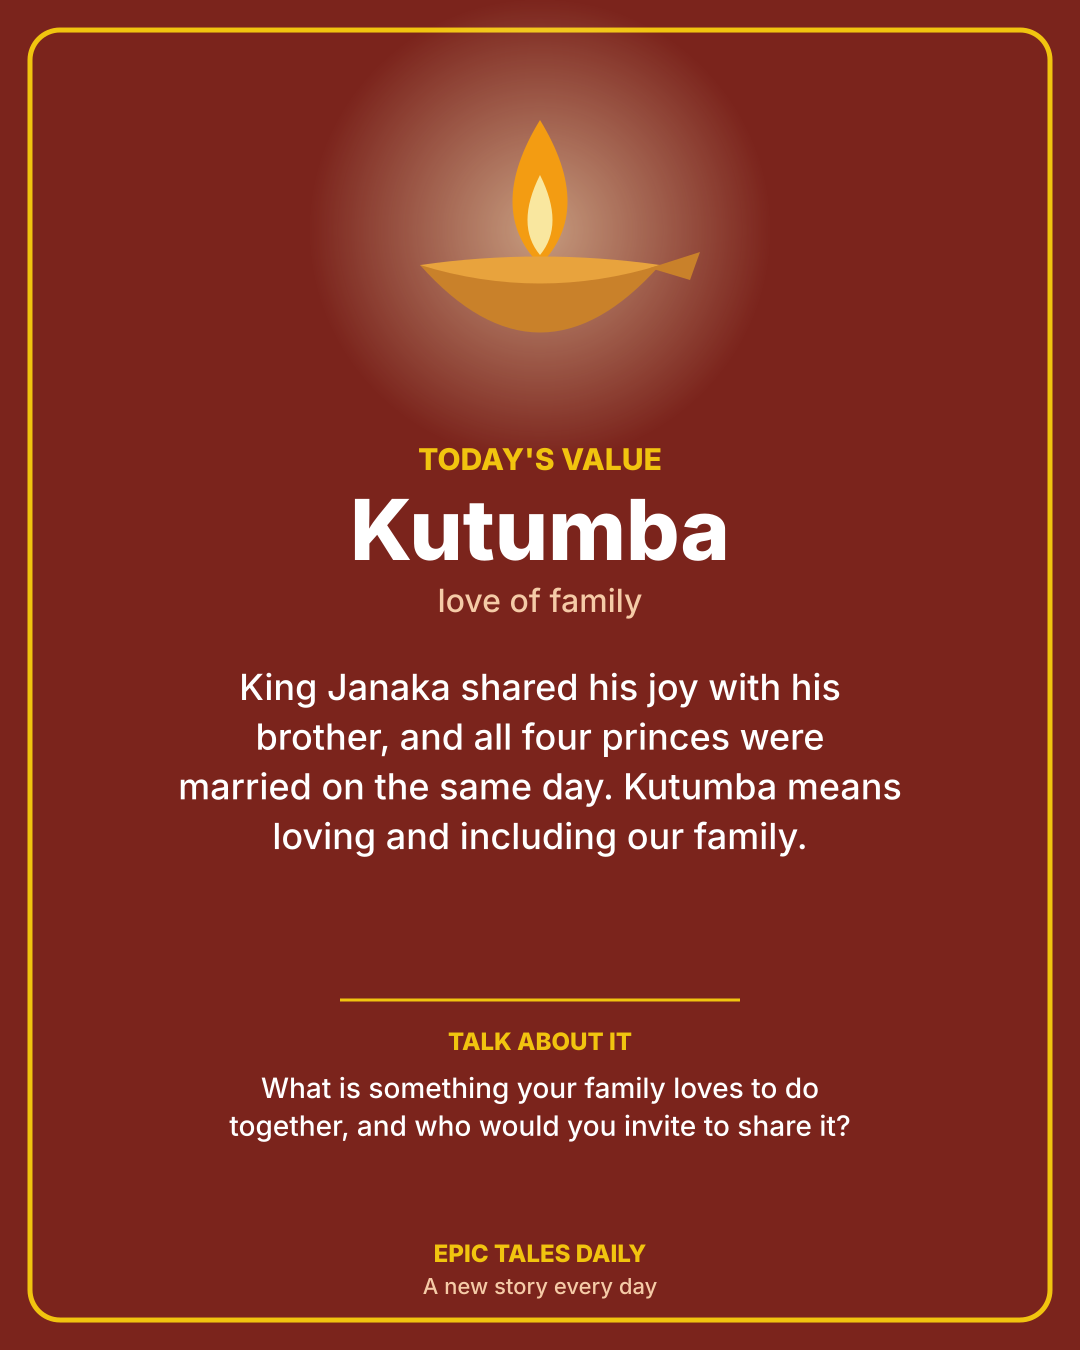 TODAY'S VALUE
Kutumba
love of family
King Janaka shared his joy with his
brother, and all four princes were
married on the same day. Kutumba means
loving and including our family.
TALK ABOUT IT
What is something your family loves to do
together, and who would you invite to share it?
EPIC TALES DAILY
A new story every day